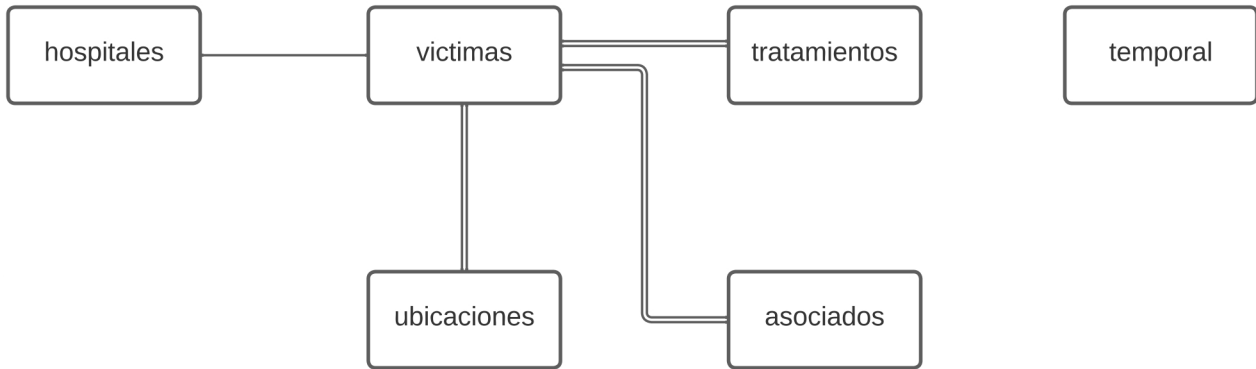 hospitales
victimas
tratamientos
temporal
ubicaciones
asociados